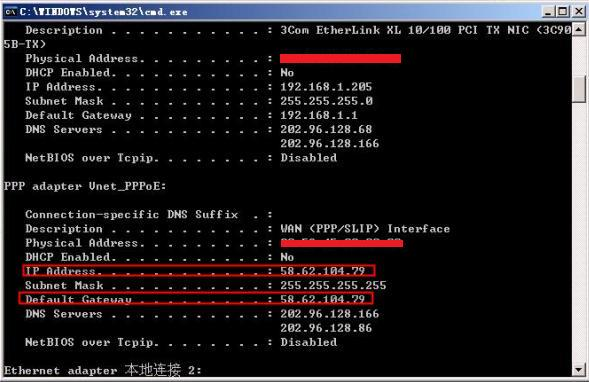 C:\WINDOWS\system32\cmd.exe
Description . . . . . . . . . . . : 3Com EtherLink XL 10/100 PCI TX NIC (3C90
5B-TX)
Physical Address. . . . . . . . . :
DHCP Enabled. . . . . . . . . . . : No
IP Address. . . . . . . . . . . . : 192.168.1.205
Subnet Mask . . . . . . . . . . . : 255.255.255.0
Default Gateway . . . . . . . . . : 192.168.1.1
DNS Servers . . . . . . . . . . . : 202.96.128.68
202.96.128.166
NetBIOS over Tcpip. . . . . . . . : Disabled
PPP adapter Vnet_PPPoE:
Connection-specific DNS Suffix  . :
Description . . . . . . . . . . . : WAN (PPP/SLIP) Interface
Physical Address. . . . . . . . . :
DHCP Enabled. . . . . . . . . . . : No
IP Address. . . . . . . . . . . . : 58.62.104.79
Subnet Mask . . . . . . . . . . . : 255.255.255.255
Default Gateway . . . . . . . . . : 58.62.104.79
DNS Servers . . . . . . . . . . . : 202.96.128.166
202.96.128.86
NetBIOS over Tcpip. . . . . . . . : Disabled
Ethernet adapter 本地连接 2: